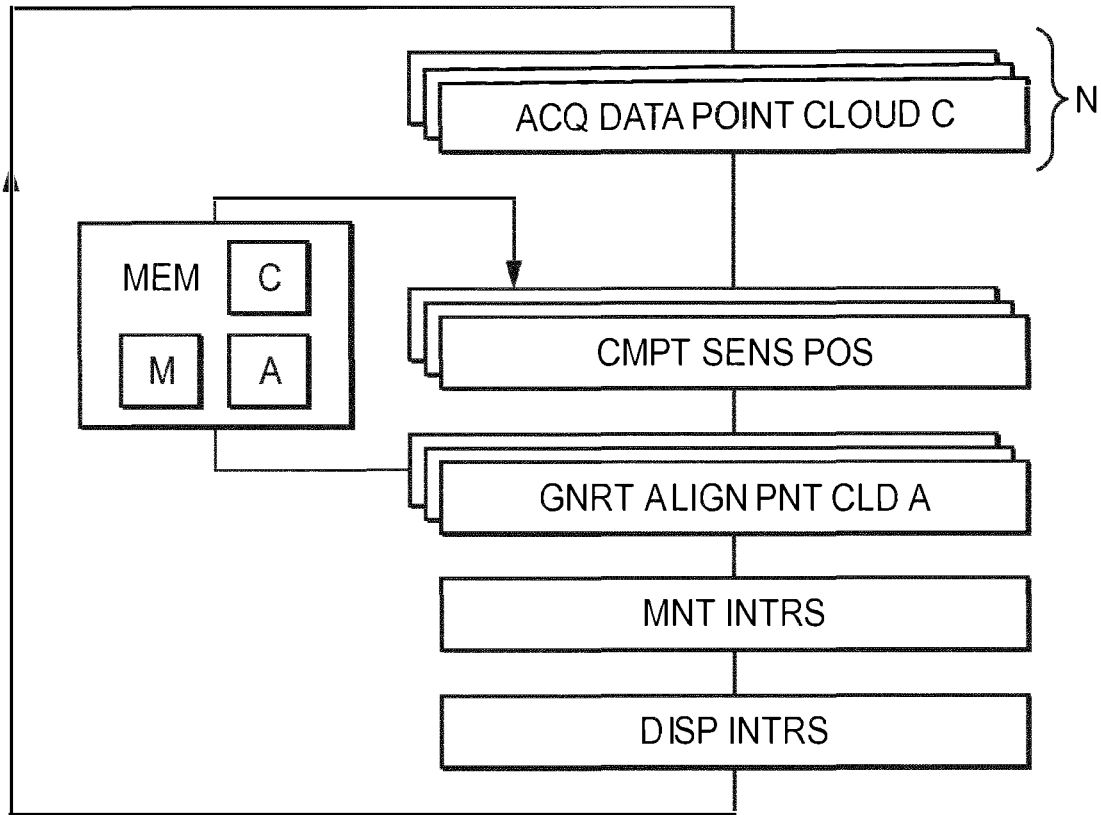 ACQ DATA POINT CLOUD C
N
MEM C
M A
CMPT SENS POS
GNRT ALIGN PNT CLD A
MNT INTRS
DISP INTRS